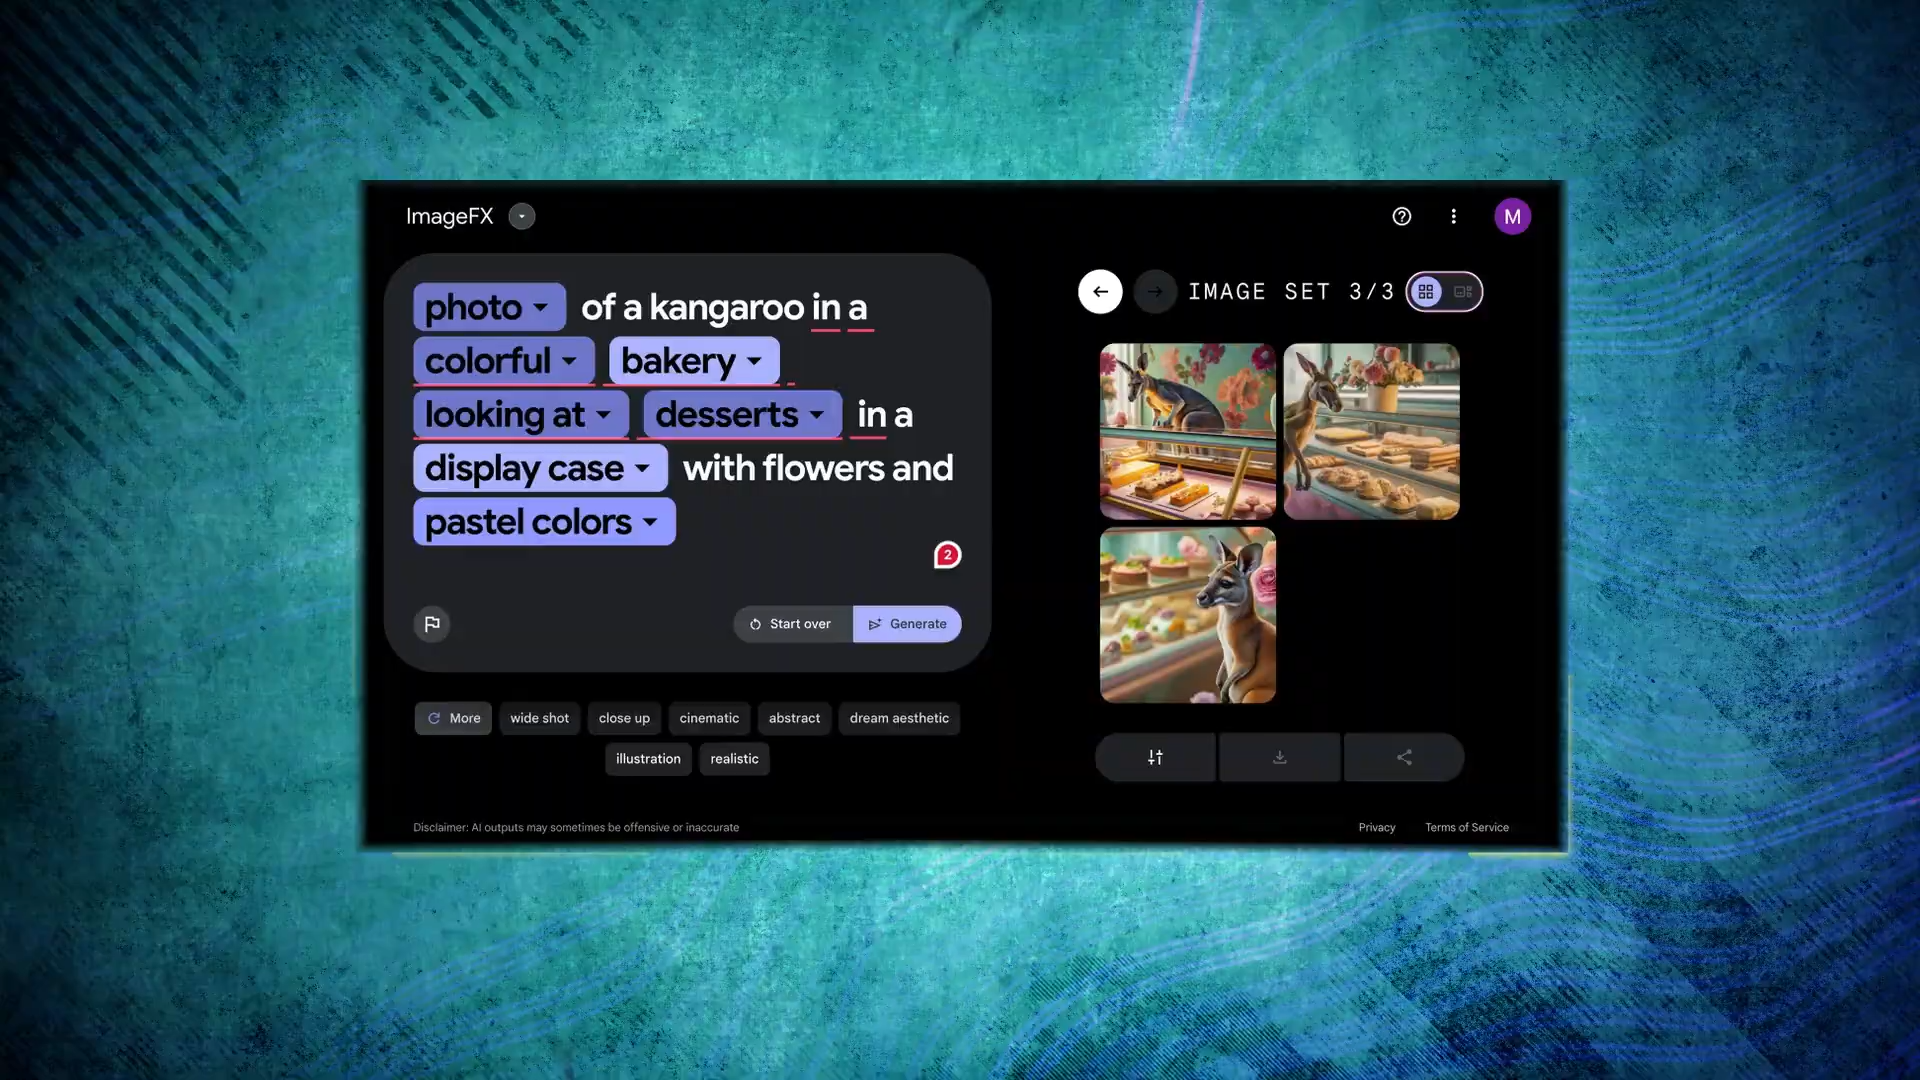 ImageFX
M
photo of a kangaroo in a
colorful bakery
looking at desserts in a
display case with flowers and
pastel colors
2
Start over
Generate
More
wide shot
close up
cinematic
abstract
dream aesthetic
illustration
realistic
Disclaimer: AI outputs may sometimes be offensive or inaccurate
IMAGE SET 3/3
Privacy
Terms of Service